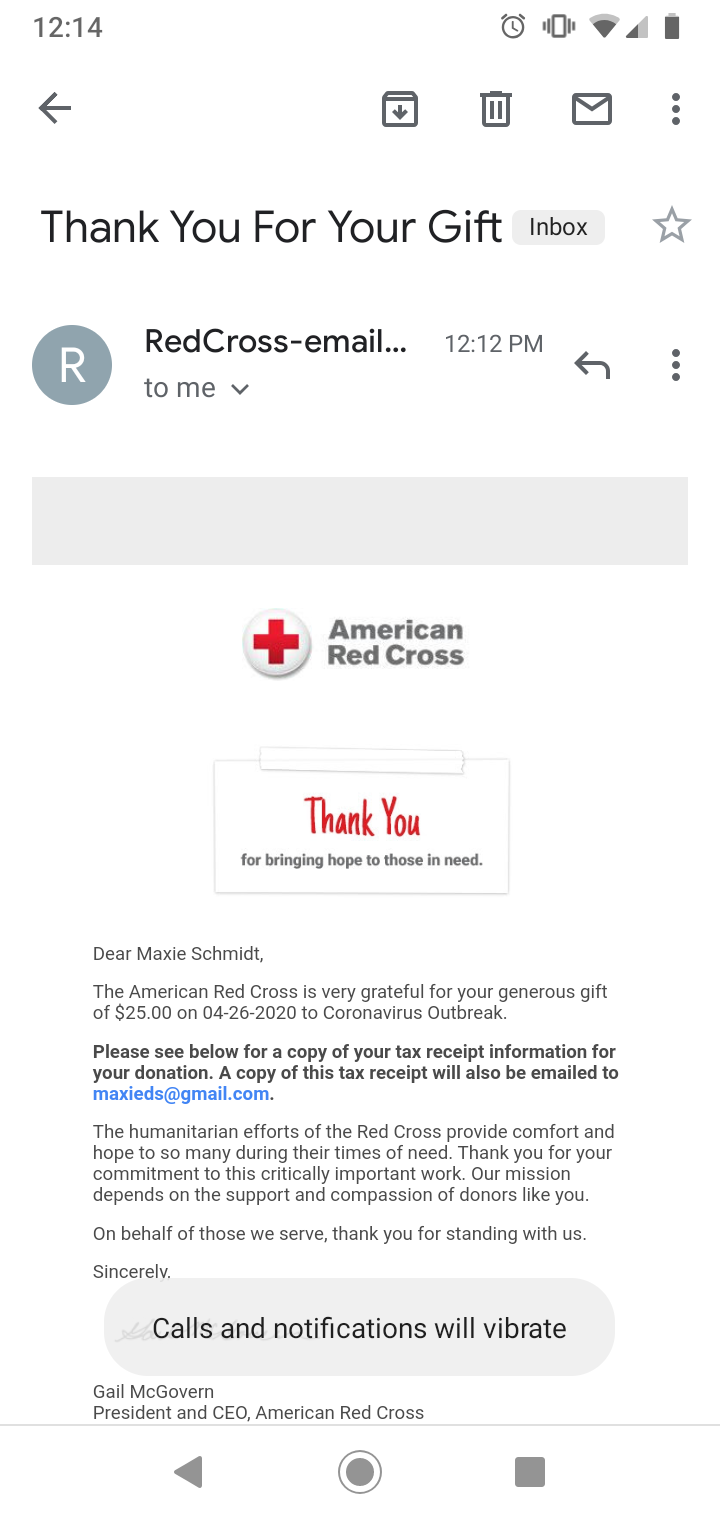 12:14
Thank You For Your Gift Inbox
R
RedCross-email... 12:12 PM
to me
American
Red Cross
Thank You
for bringing hope to those in need.
Dear Maxie Schmidt,
The American Red Cross is very grateful for your generous gift
of $25.00 on 04-26-2020 to Coronavirus Outbreak.
Please see below for a copy of your tax receipt information for
your donation. A copy of this tax receipt will also be emailed to
maxieds@gmail.com.
The humanitarian efforts of the Red Cross provide comfort and
hope to so many during their times of need. Thank you for your
commitment to this critically important work. Our mission
depends on the support and compassion of donors like you.
On behalf of those we serve, thank you for standing with us.
Sincerely,
Calls and notifications will vibrate
Gail McGovern
President and CEO, American Red Cross